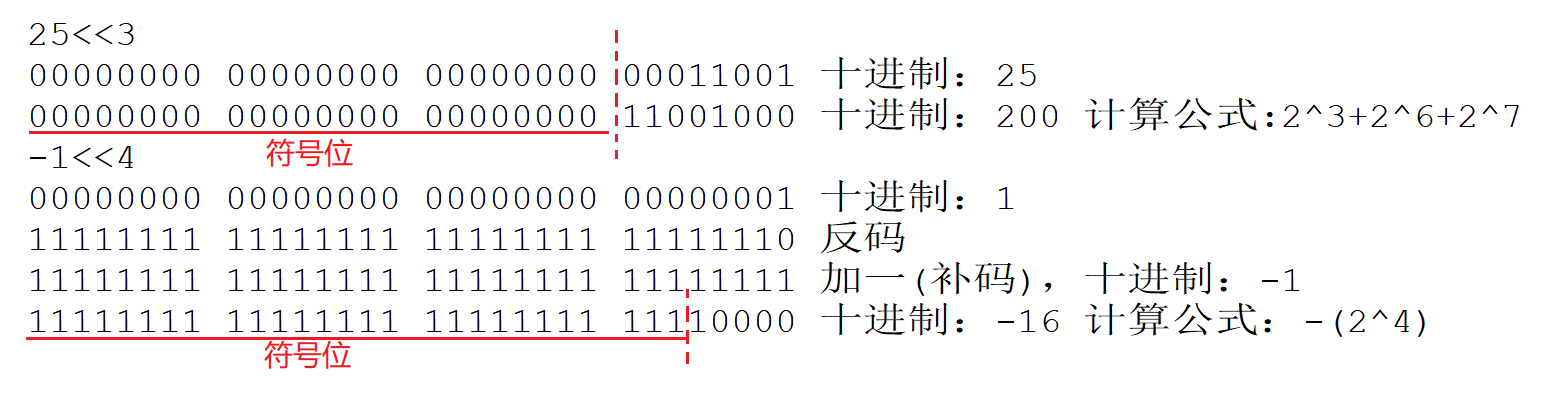 25<<3
00000000 00000000 00000000 00011001 十进制：25
00000000 00000000 00000000 11001000 十进制：200 计算公式:2^3+2^6+2^7
符号位
-1<<4
00000000 00000000 00000000 00000001 十进制：1
11111111 11111111 11111111 11111110 反码
11111111 11111111 11111111 11111111 加一(补码)，十进制：-1
11111111 11111111 11111111 11110000 十进制：-16 计算公式：-(2^4)
符号位